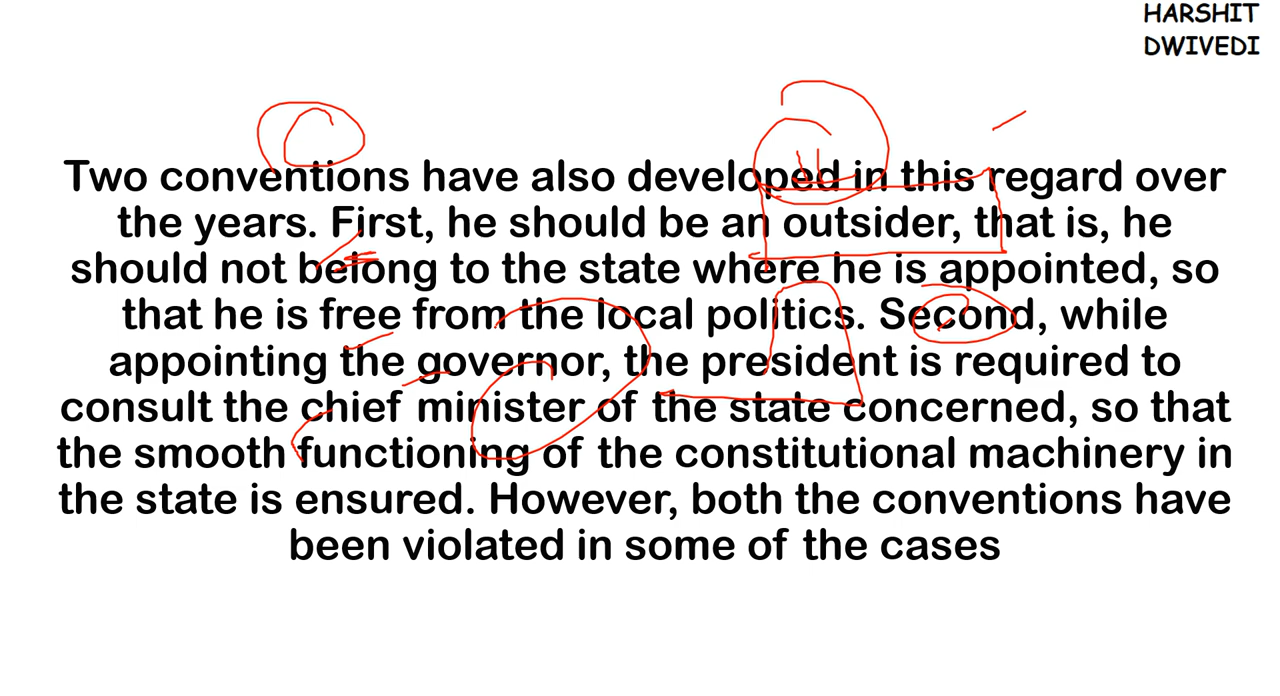 HARSHIT
DWIVEDI
Two conventions have also developed in this regard over
the years. First, he should be an outsider, that is, he
should not belong to the state where he is appointed, so
that he is free from the local politics. Second, while
appointing the governor, the president is required to
consult the chief minister of the state concerned, so that
the smooth functioning of the constitutional machinery in
the state is ensured. However, both the conventions have
been violated in some of the cases